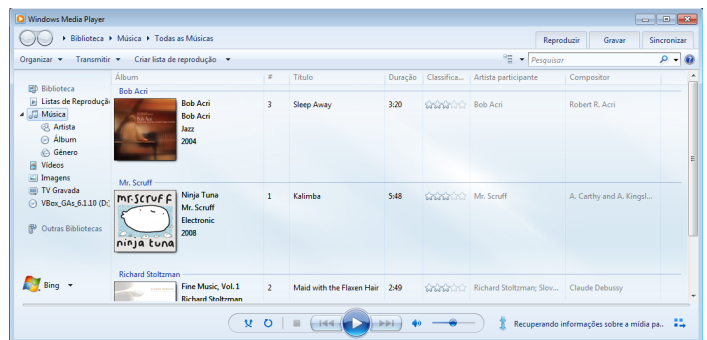 Windows Media Player
Biblioteca Música Todas as Músicas
Reproduzir Gravar Sincronizar
Organizar Transmitir Criar lista de reprodução Pesquisar
Álbum # Título Duração Classifica... Artista participante Compositor
Biblioteca
Listas de Reproduçã
Música
Artista
Álbum
Gênero
Vídeos
Imagens
TV Gravada
VBox_GAs_6.1.10 (D:)
Outras Bibliotecas
Bing
Bob Acri
Bob Acri 3 Sleep Away 3:20 Bob Acri Robert R. Acri
Bob Acri
Jazz
2004
Mr. Scruff
mr.scruff
ninja tuna
Ninja Tuna 1 Kalimba 5:48 Mr. Scruff A. Carthy and A. Kingsl...
Mr. Scruff
Electronic
2008
Richard Stoltzman
Fine Music, Vol. 1 2 Maid with the Flaxen Hair 2:49 Richard Stoltzman; Slov... Claude Debussy
Richard Stoltzman
Recuperando informações sobre a mídia pa..